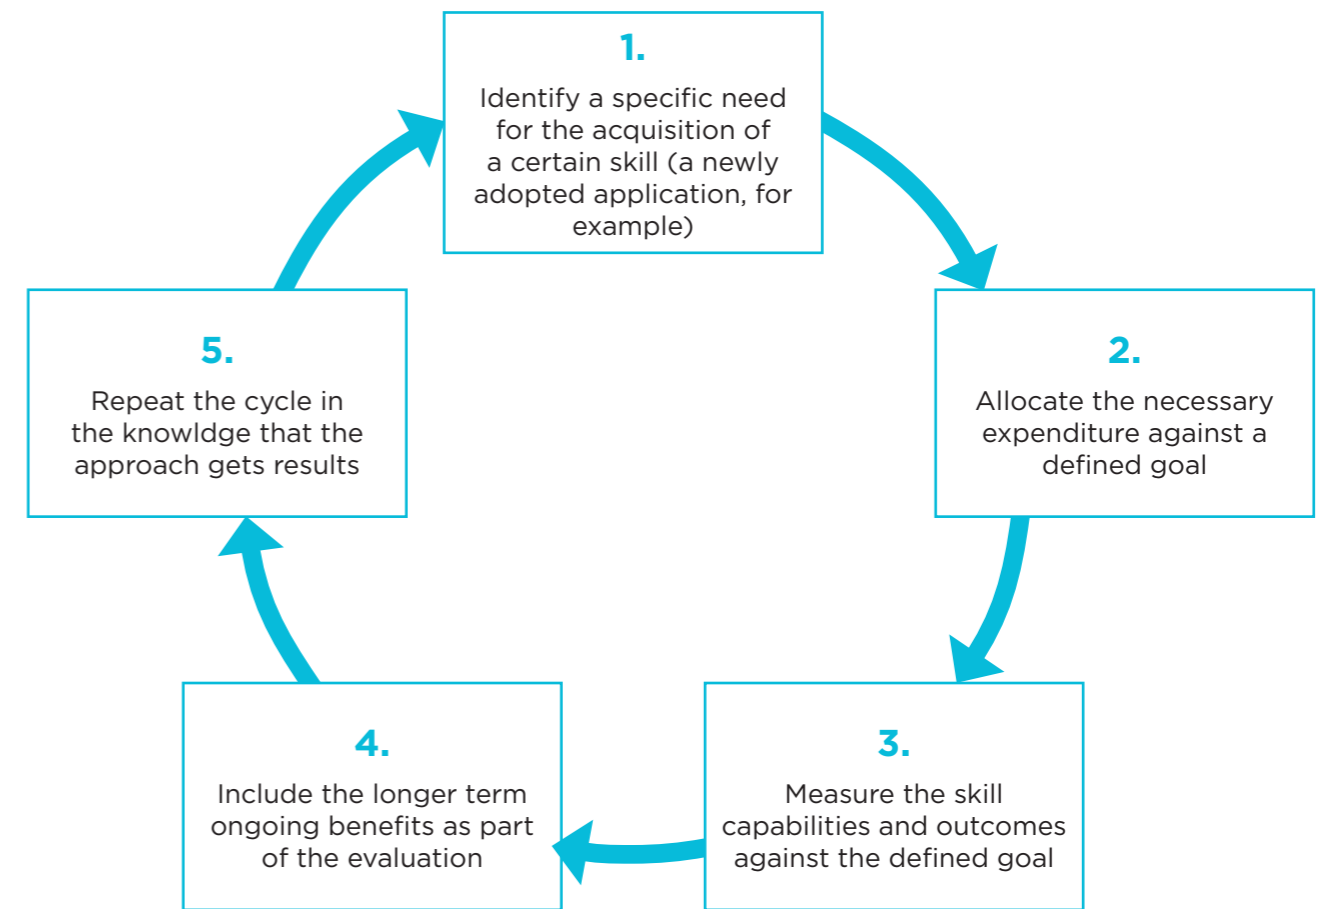 1.
Identify a specific need
for the acquisition of
a certain skill (a newly
adopted application, for
example)
2.
Allocate the necessary
expenditure against a
defined goal
3.
Measure the skill
capabilities and outcomes
against the defined goal
4.
Include the longer term
ongoing benefits as part
of the evaluation
5.
Repeat the cycle in
the knowldge that the
approach gets results